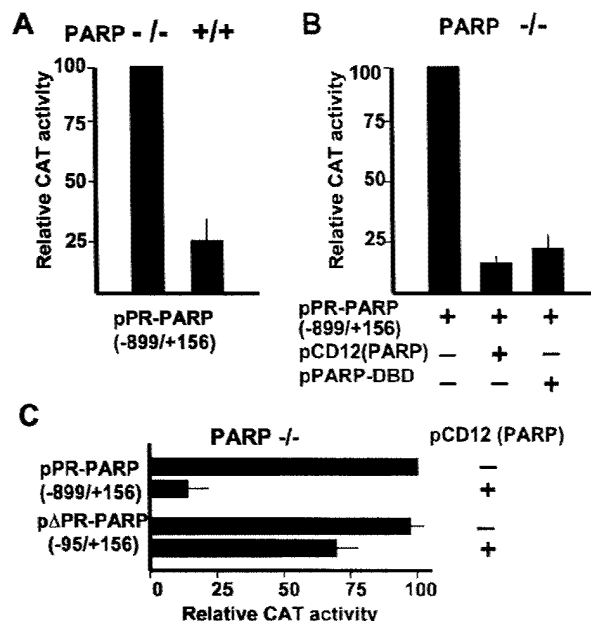 A
PARP - /- +/+
100
75
50
25
Relative CAT activity
pPR-PARP
(-899/+156)
B
PARP -/-
100
75
50
25
Relative CAT activity
pPR-PARP + + +
(-899/+156)
pCD12(PARP) – + –
pPARP-DBD – – +
C
PARP -/- pCD12 (PARP)
pPR-PARP –
(-899/+156) +
p∆PR-PARP –
(-95/+156) +
0 25 50 75 100
Relative CAT activity